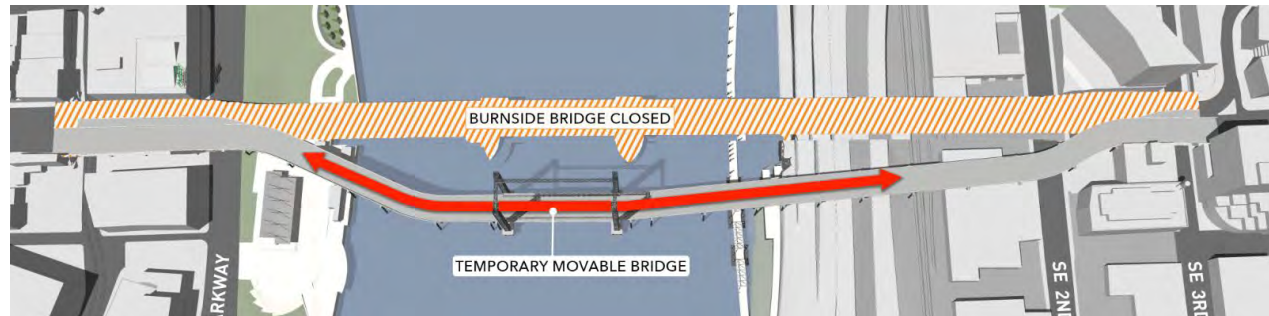 BURNSIDE BRIDGE CLOSED
TEMPORARY MOVABLE BRIDGE
ARKWAY
SE 2ND
SE 3RD